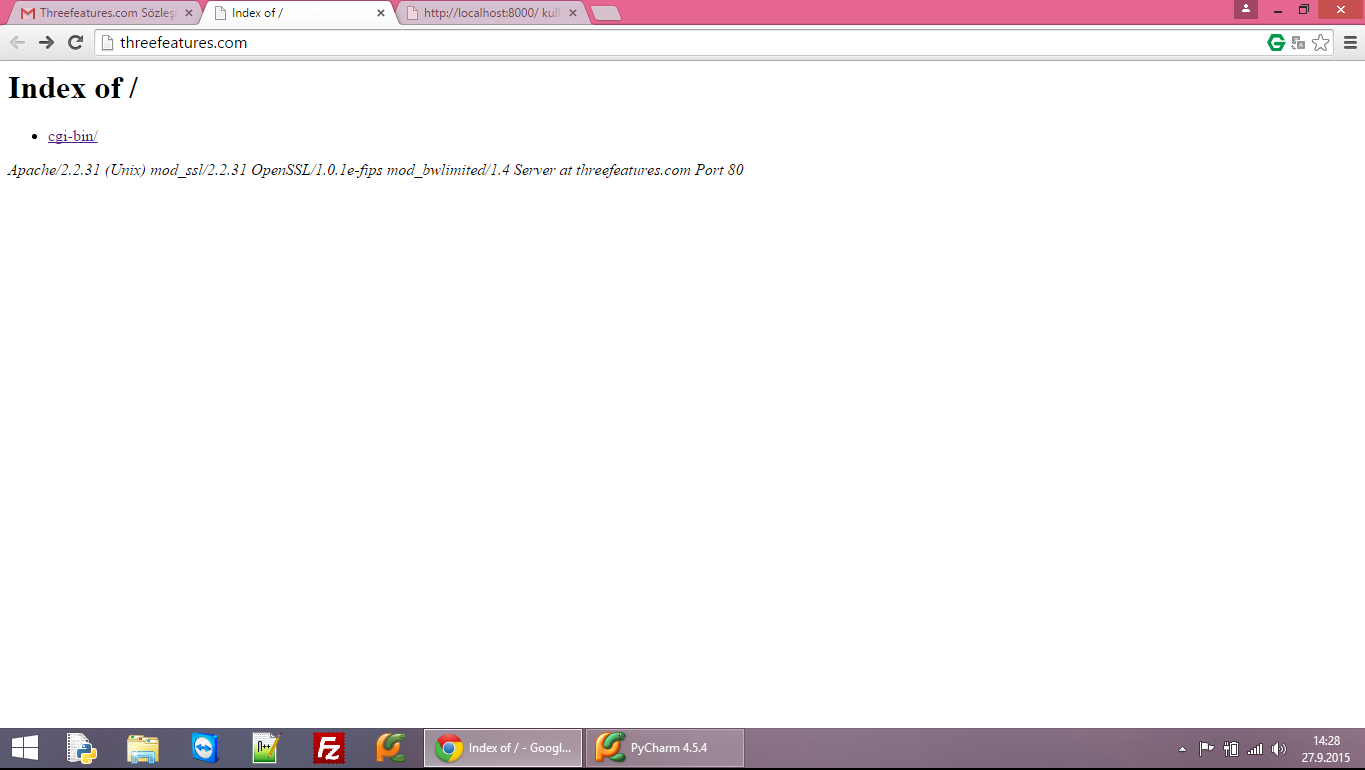 Threefeatures.com Sözleş
Index of /
http://localhost:8000/ kull
threefeatures.com
Index of /
cgi-bin/
Apache/2.2.31 (Unix) mod_ssl/2.2.31 OpenSSL/1.0.1e-fips mod_bwlimited/1.4 Server at threefeatures.com Port 80
Index of / - Googl...
PyCharm 4.5.4
14:28
27.9.2015